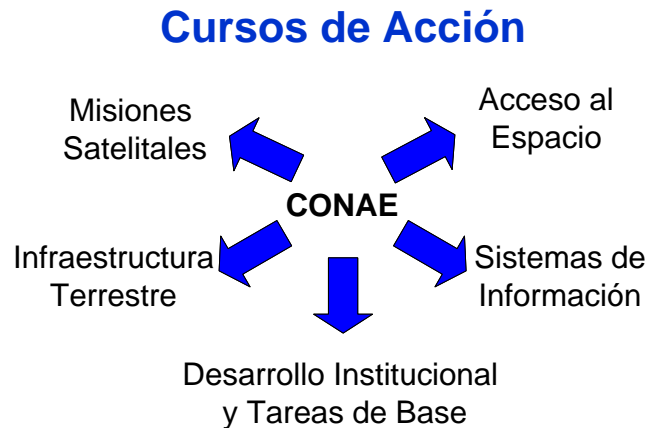 Cursos de Acción
Misiones
Satelitales
Acceso al
Espacio
CONAE
Infraestructura
Terrestre
Sistemas de
Información
Desarrollo Institucional
y Tareas de Base